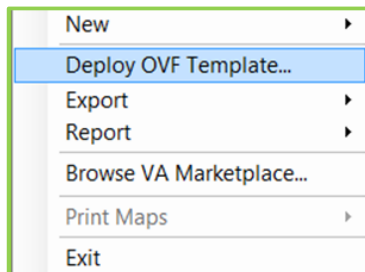 New
Deploy OVF Template...
Export
Report
Browse VA Marketplace...
Print Maps
Exit